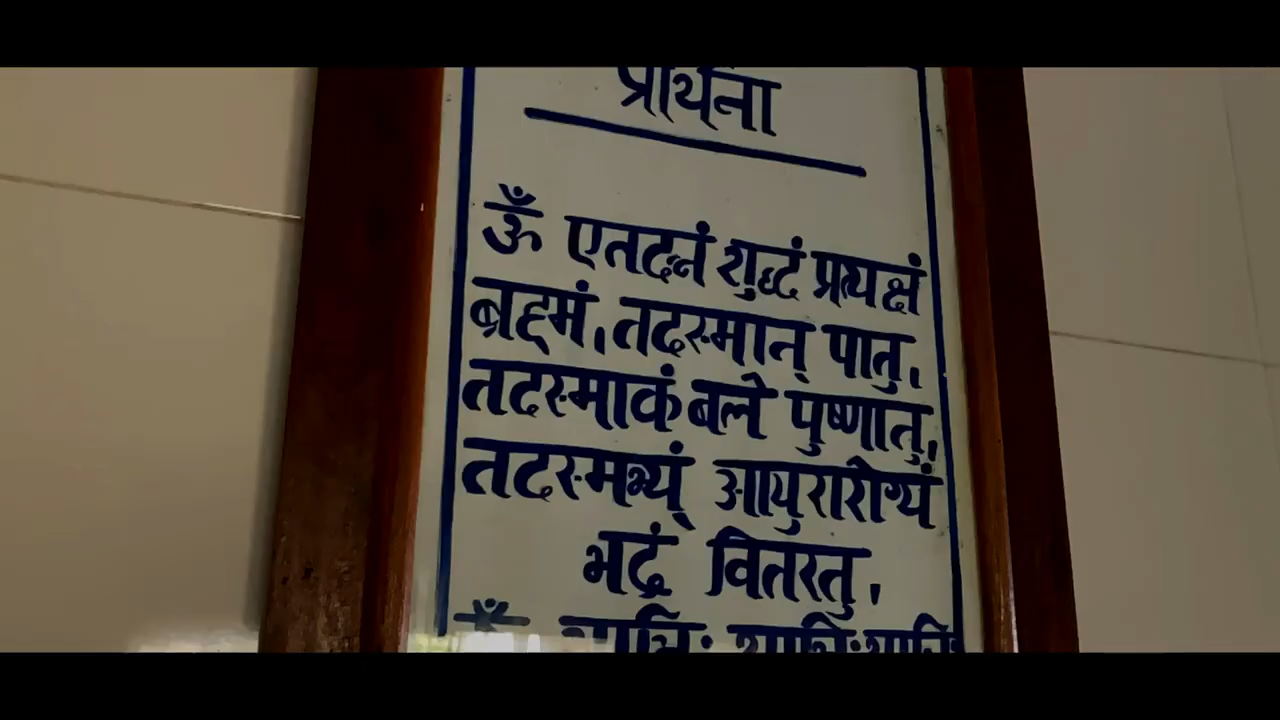 प्रार्थना
ॐ एतदन्नं शुद्धं प्रत्यक्षं
ब्रह्मं। तदस्मान् पातु।
तदस्माकं बले पुष्णातु।
तदस्मभ्यं् आयुरारोग्यं
भद्रं वितरतु।
ॐ शान्तिः शान्तिः शान्तिः